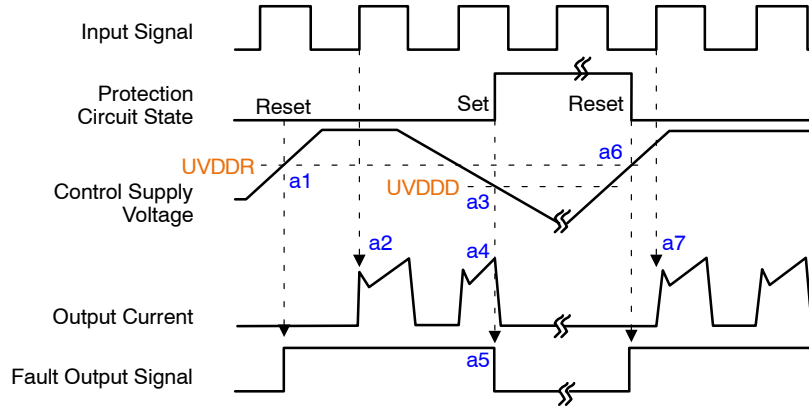 Input Signal
Protection
Circuit State
Reset
Set
Reset
UVDDR
a1
a6
UVDDD
a3
Control Supply
Voltage
a2
a4
a7
Output Current
a5
Fault Output Signal